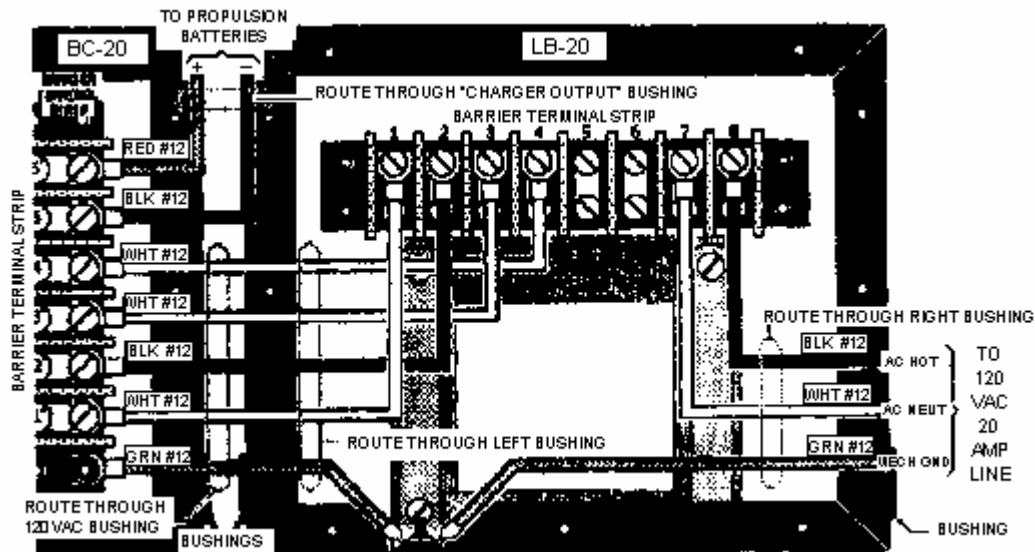 TO PROPULSION
BATTERIES
BC-20
LB-20
+ −
ROUTE THROUGH "CHARGER OUTPUT" BUSHING
BARRIER TERMINAL STRIP
1 2 3 4 5 6 7 8
RED #12
BLK #12
WHT #12
WHT #12
BLK #12
WHT #12
GRN #12
BARRIER TERMINAL STRIP
ROUTE THROUGH RIGHT BUSHING
BLK #12
AC HOT
WHT #12
AC NEUT
GRN #12
MECH GND
TO
120
VAC
20
AMP
LINE
ROUTE THROUGH LEFT BUSHING
ROUTE THROUGH
120 VAC BUSHING
BUSHINGS
BUSHING